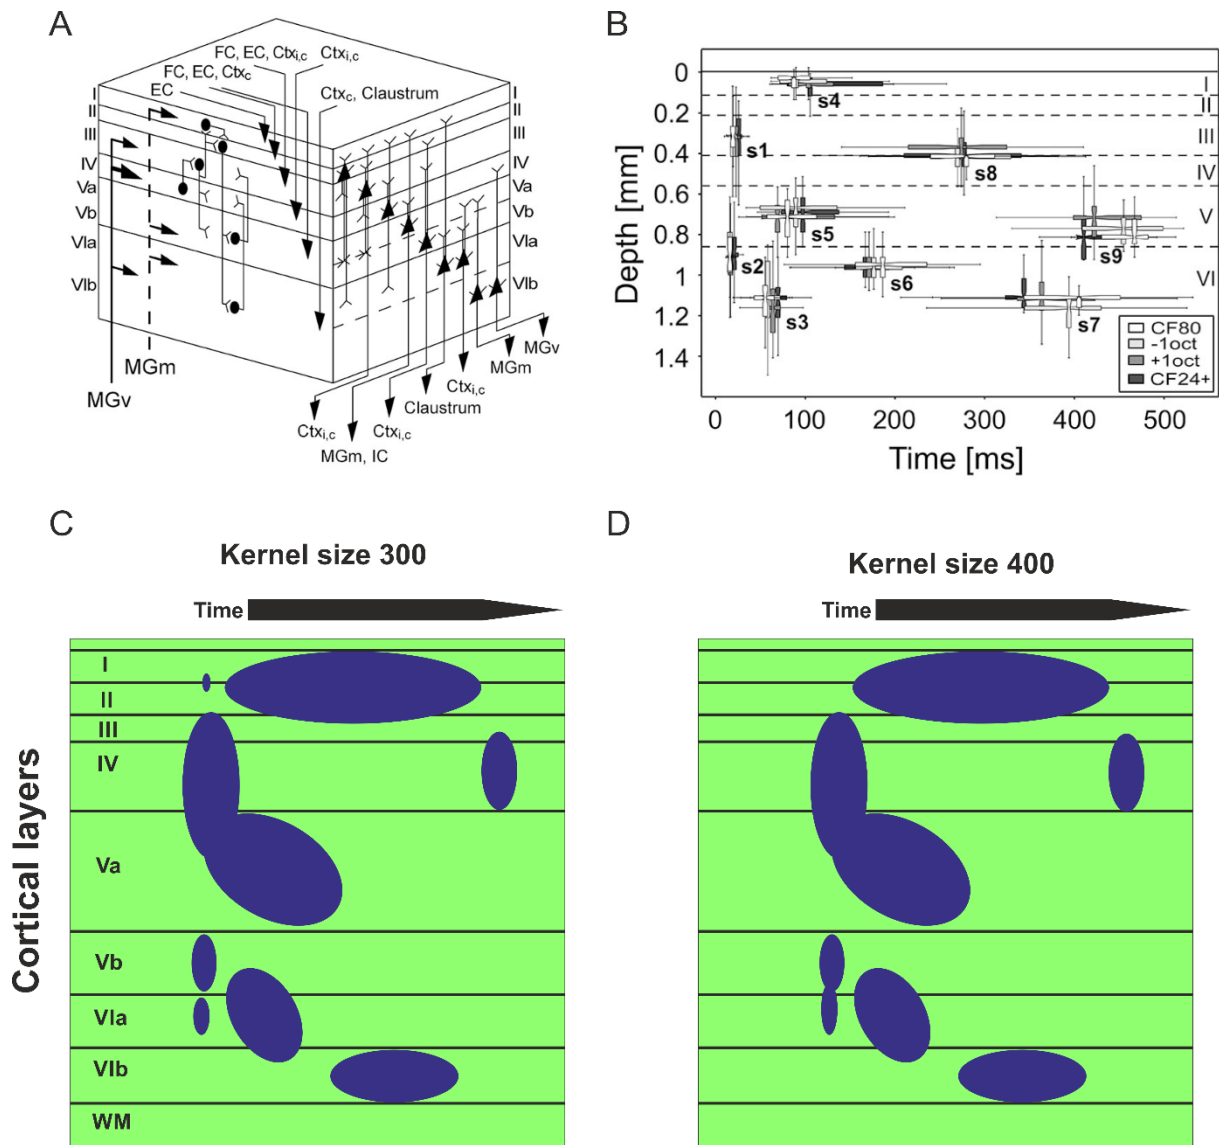 A
FC, EC, Ctxi,c
Ctxi,c
FC, EC, Ctxc
EC
Ctxc, Claustrum
I
II
III
IV
Va
Vb
VIa
VIb
I
II
III
IV
Va
Vb
VIa
VIb
MGm
MGv
MGv
MGm
Ctxi,c
Claustrum
Ctxi,c
Ctxi,c
MGm, IC
B
0
0.2
0.4
0.6
0.8
1
1.2
1.4
Depth [mm]
s4
s1
s8
s5
s2
s9
s6
s3
s7
I
II
III
IV
V
VI
CF80
-1oct
+1oct
CF24+
0
100
200
300
400
500
Time [ms]
C
Kernel size 300
Time
I
II
III
IV
Va
Vb
VIa
VIb
WM
Cortical layers
D
Kernel size 400
Time